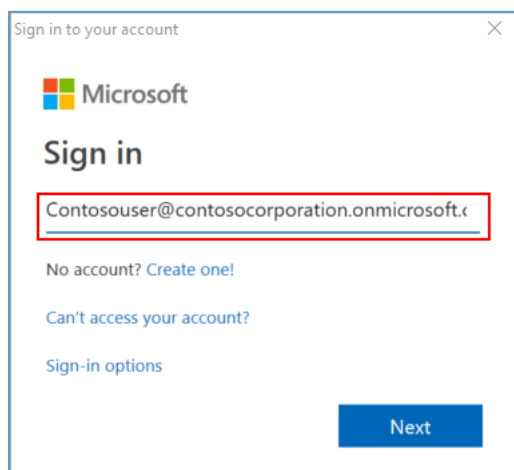 Sign in to your account
Microsoft
Sign in
Contosouser@contosocorporation.onmicrosoft.c
No account? Create one!
Can't access your account?
Sign-in options
Next